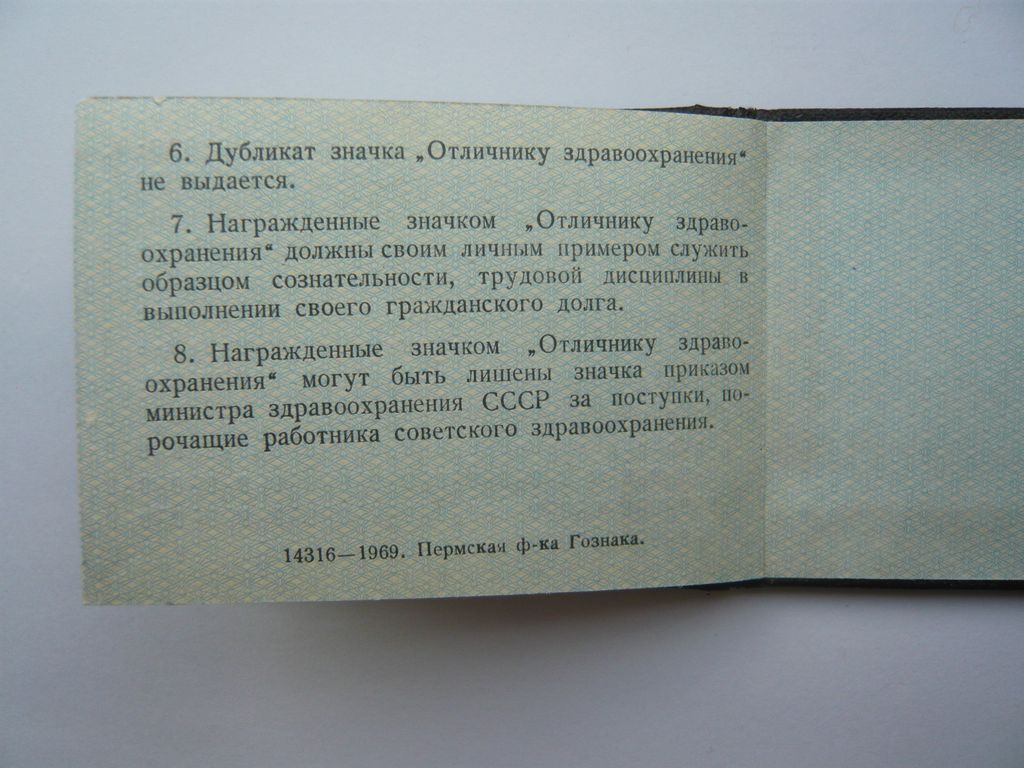 6. Дубликат значка „Отличнику здравоохранения“
не выдается.
7. Награжденные значком „Отличнику здраво-
охранения“ должны своим личным примером служить
образцом сознательности, трудовой дисциплины в
выполнении своего гражданского долга.
8. Награжденные значком „Отличнику здраво-
охранения“ могут быть лишены значка приказом
министра здравоохранения СССР за поступки, по-
рочащие работника советского здравоохранения.
14316—1969. Пермская ф-ка Гознака.